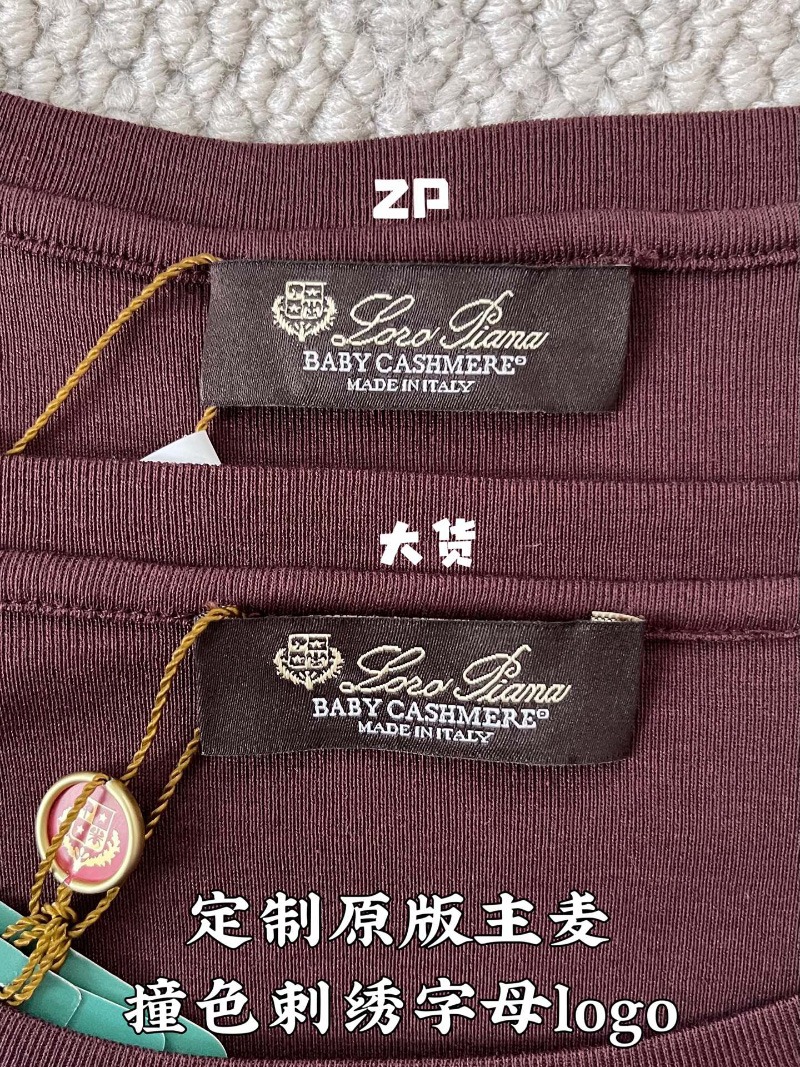 ZP
Loro Piana
BABY CASHMERE®
MADE IN ITALY
大货
Loro Piana
BABY CASHMERE®
MADE IN ITALY
定制原版主麦
撞色刺绣字母logo